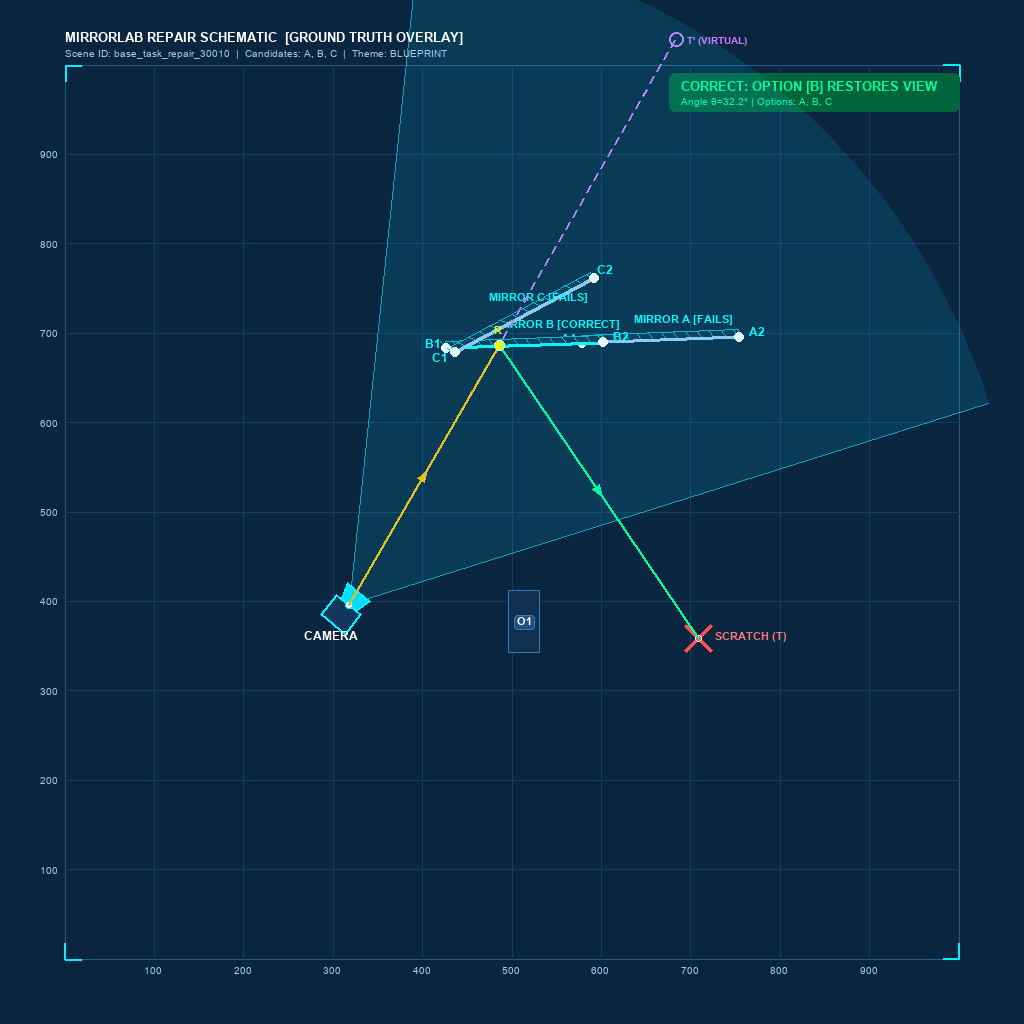 MIRRORLAB REPAIR SCHEMATIC [GROUND TRUTH OVERLAY]
Scene ID: base_task_repair_30010 | Candidates: A, B, C | Theme: BLUEPRINT
T' (VIRTUAL)
CORRECT: OPTION [B] RESTORES VIEW
Angle θ=32.2° | Options: A, B, C
900
800
700
600
500
400
300
200
100
C2
MIRROR C [FAILS]
MIRROR A [FAILS]
MIRROR B [CORRECT]
R
A2
B1
B2
C1
O1
CAMERA
SCRATCH (T)
100 200 300 400 500 600 700 800 900